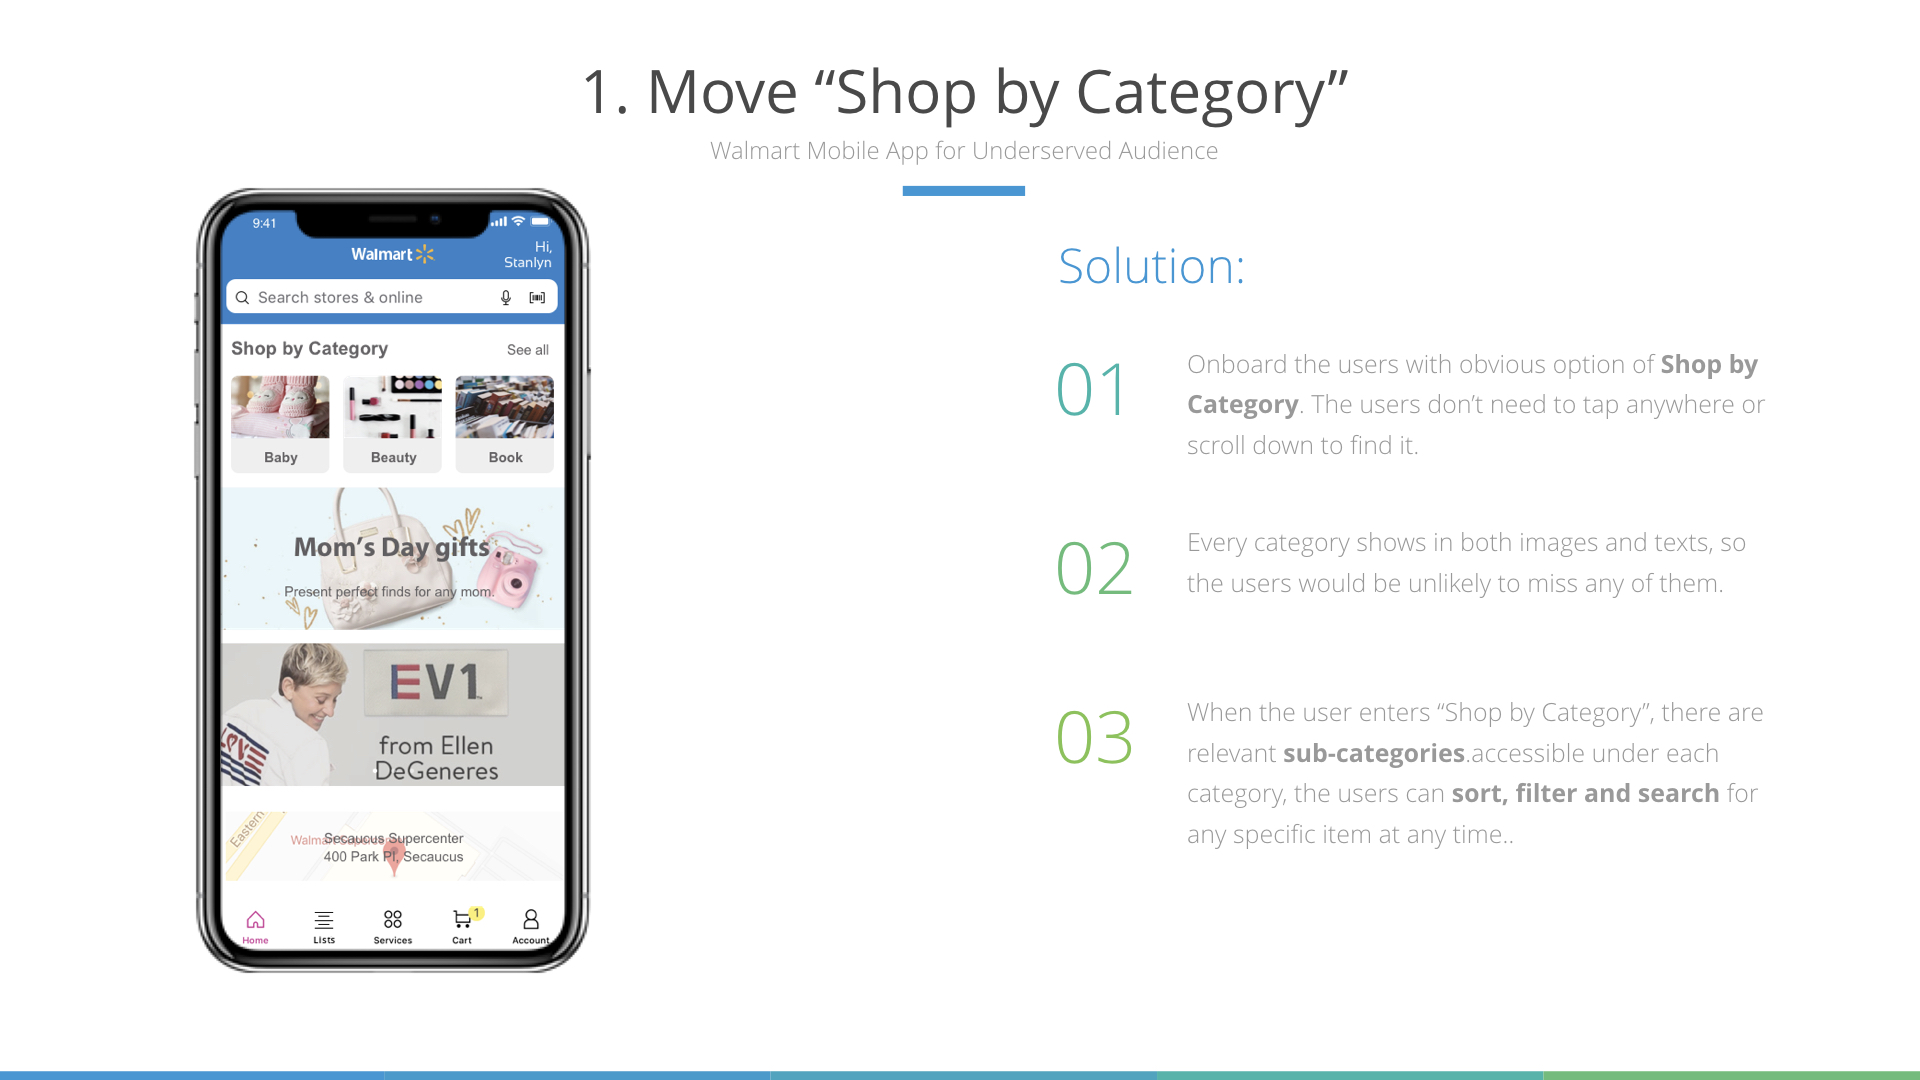 1. Move “Shop by Category”
Walmart Mobile App for Underserved Audience
9:41
Walmart
Hi,
Stanlyn
Search stores & online
Shop by Category
See all
Baby
Beauty
Book
Mom’s Day gifts
Present perfect finds for any mom.
EV1
LOVE
from Ellen
DeGeneres
Eastern
Secaucus Supercenter
400 Park Pl, Secaucus
1
Home
Lists
Services
Cart
Account
Solution:
01
Onboard the users with obvious option of Shop by
Category. The users don’t need to tap anywhere or
scroll down to find it.
02
Every category shows in both images and texts, so
the users would be unlikely to miss any of them.
03
When the user enters “Shop by Category”, there are
relevant sub-categories.accessible under each
category, the users can sort, filter and search for
any specific item at any time..